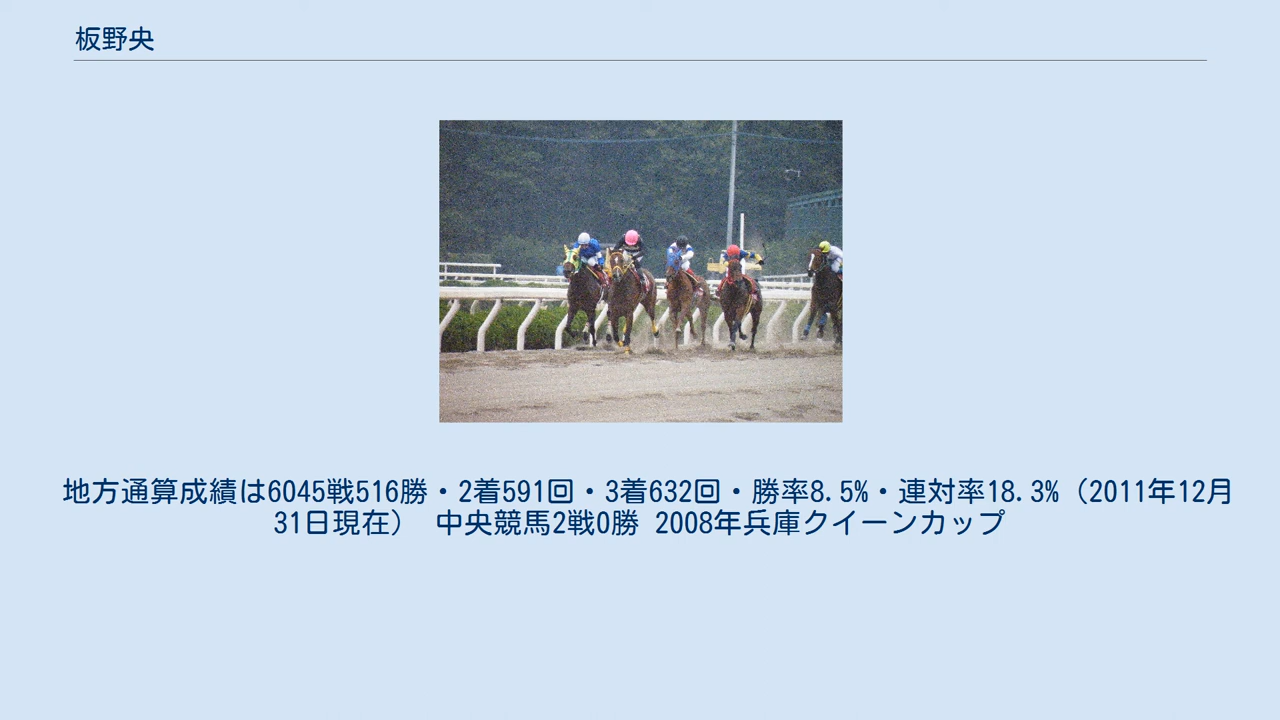 板野央
地方通算成績は6045戦516勝・2着591回・3着632回・勝率8.5%・連対率18.3%（2011年12月
31日現在） 中央競馬2戦0勝 2008年兵庫クイーンカップ